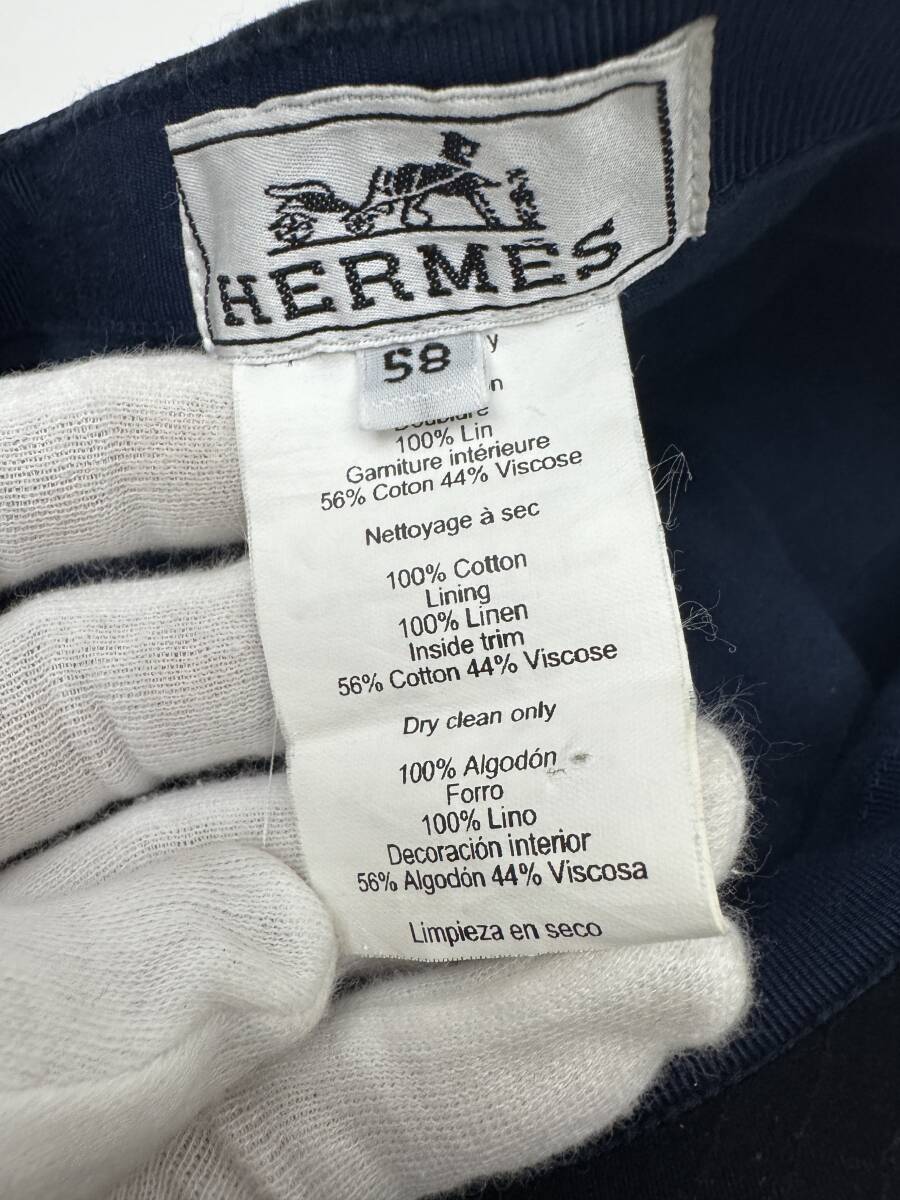 HERMES
58
y
n
Doublure
100% Lin
Garniture intérieure
56% Coton 44% Viscose
Nettoyage à sec
100% Cotton
Lining
100% Linen
Inside trim
56% Cotton 44% Viscose
Dry clean only
100% Algodón
Forro
100% Lino
Decoración interior
56% Algodón 44% Viscosa
Limpieza en seco